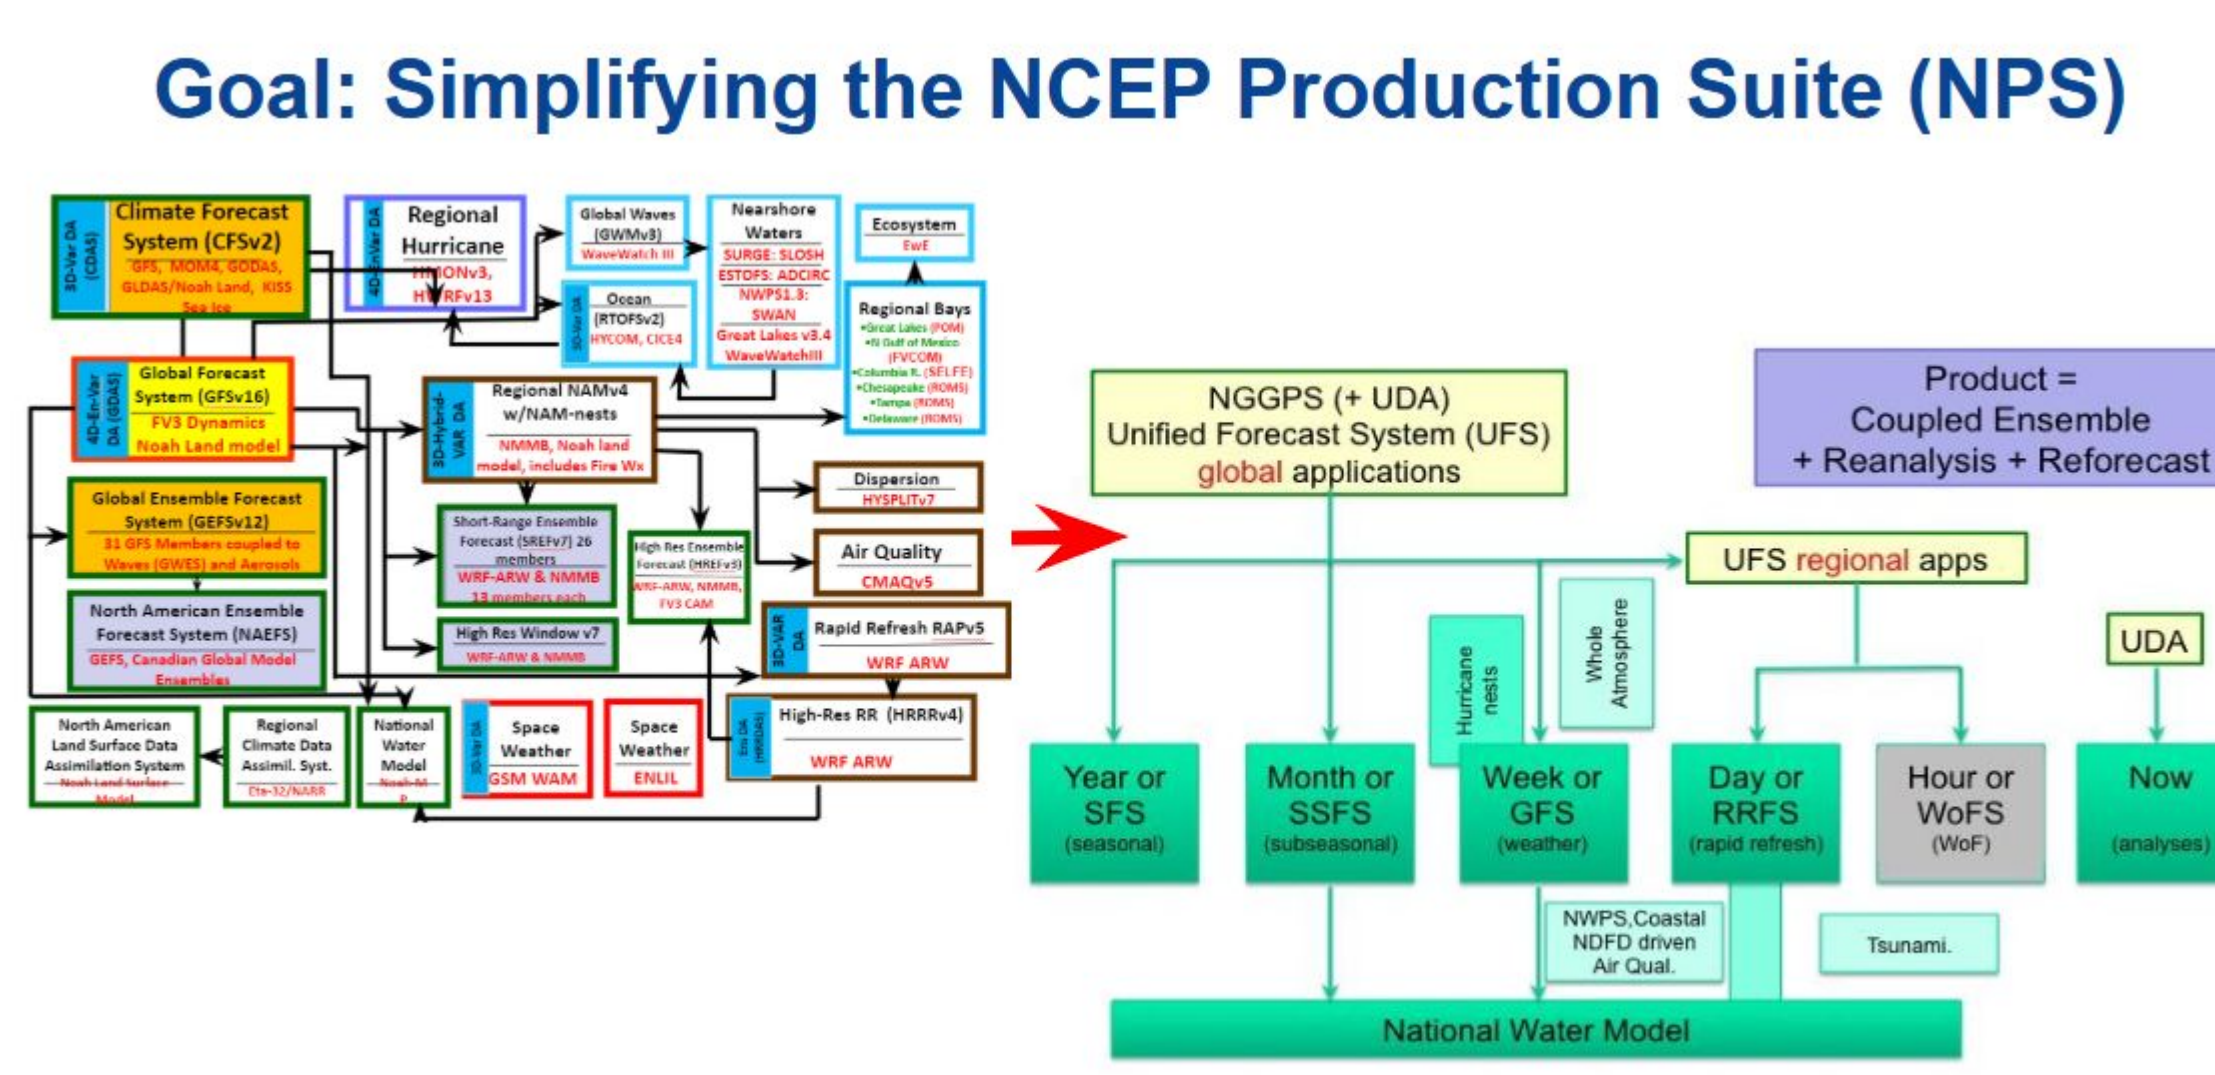 Goal: Simplifying the NCEP Production Suite (NPS)
3D-Var DA
(CDAS)
Climate Forecast
System (CFSv2)
GFS, MOM4, GODAS,
GLDAS/Noah Land, KISS
Sea Ice
4D-EnVar DA
Regional
Hurricane
HMONv3,
HWRFv13
Global Waves
(GWMv3)
WaveWatch III
Nearshore
Waters
SURGE: SLOSH
ESTOFS: ADCIRC
NWPS1.3:
SWAN
Great Lakes v3.4
WaveWatchIII
Ecosystem
EwE
3D-Var DA
Ocean
(RTOFSv2)
HYCOM, CICE4
Regional Bays
•Great Lakes (POM)
•N Gulf of Mexico
(FVCOM)
•Columbia R. (SELFE)
•Chesapeake (ROMS)
•Tampa (ROMS)
•Delaware (ROMS)
4D-En-Var
DA (GDAS)
Global Forecast
System (GFSv16)
FV3 Dynamics
Noah Land model
3D-Hybrid-
VAR DA
Regional NAMv4
w/NAM-nests
NMMB, Noah land
model, includes Fire Wx
Dispersion
HYSPLITv7
Global Ensemble Forecast
System (GEFSv12)
31 GFS Members coupled to
Waves (GWES) and Aerosols
Short-Range Ensemble
Forecast (SREFv7) 26
members
WRF-ARW & NMMB
13 members each
High Res Ensemble
Forecast (HREFv3)
WRF-ARW, NMMB,
FV3 CAM
Air Quality
CMAQv5
North American Ensemble
Forecast System (NAEFS)
GEFS, Canadian Global Model
Ensembles
High Res Window v7
WRF-ARW & NMMB
3D-VAR
DA
Rapid Refresh RAPv5
WRF ARW
North American
Land Surface Data
Assimilation System
Noah Land Surface
Model
Regional
Climate Data
Assimil. Syst.
Eta-32/NARR
National
Water
Model
Noah-M
P
3D-Var DA
Space
Weather
GSM WAM
Space
Weather
ENLIL
Ens DA
(HRRDAS)
High-Res RR (HRRRv4)
WRF ARW
NGGPS (+ UDA)
Unified Forecast System (UFS)
global applications
Product =
Coupled Ensemble
+ Reanalysis + Reforecast
UFS regional apps
Hurricane
nests
Whole
Atmosphere
UDA
Year or
SFS
(seasonal)
Month or
SSFS
(subseasonal)
Week or
GFS
(weather)
Day or
RRFS
(rapid refresh)
Hour or
WoFS
(WoF)
Now
(analyses)
NWPS,Coastal
NDFD driven
Air Qual.
Tsunami.
National Water Model